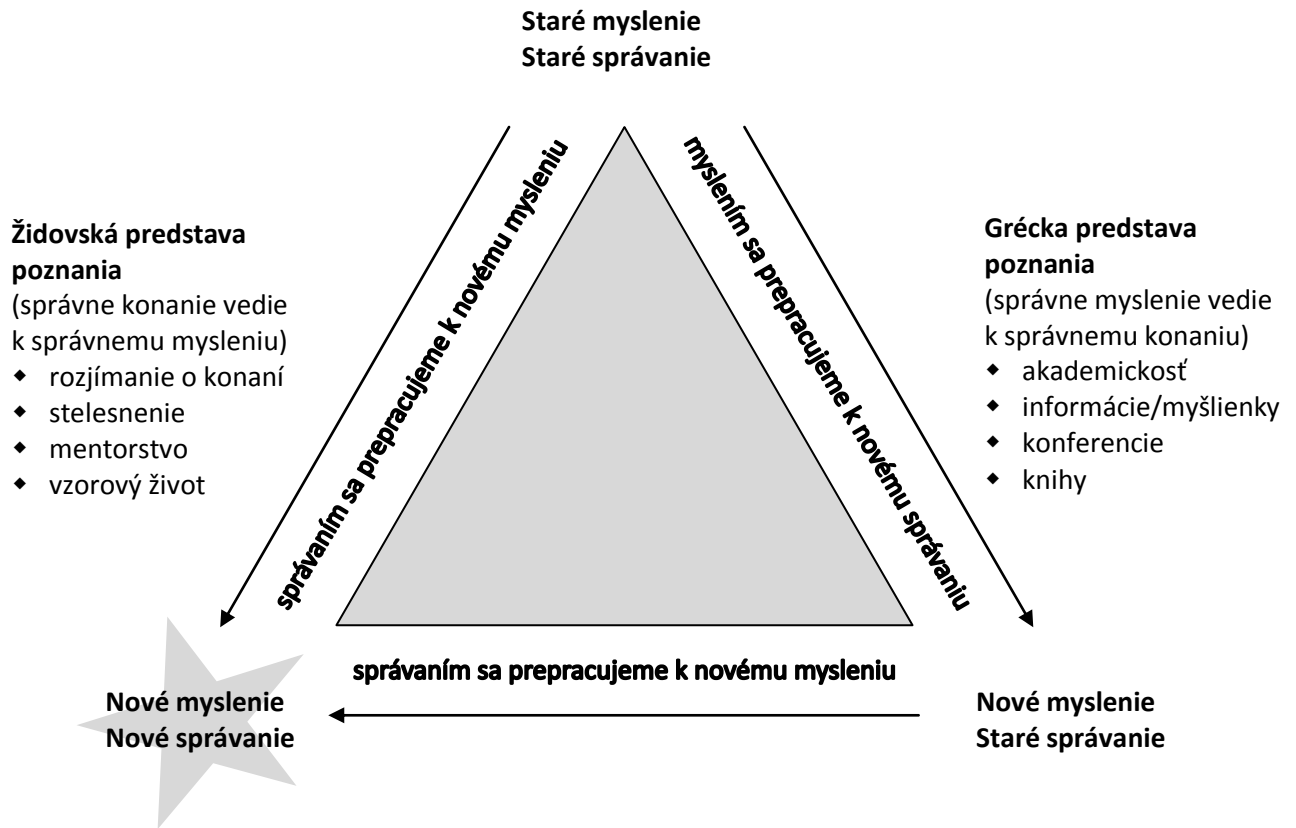 Staré myslenie
Staré správanie
správaním sa prepracujeme k novému mysleniu
myslením sa prepracujeme k novému správaniu
Židovská predstava
poznania
(správne konanie vedie
k správnemu mysleniu)
◆ rozjímanie o konaní
◆ stelesnenie
◆ mentorstvo
◆ vzorový život
Grécka predstava
poznania
(správne myslenie vedie
k správnemu konaniu)
◆ akademickosť
◆ informácie/myšlienky
◆ konferencie
◆ knihy
správaním sa prepracujeme k novému mysleniu
Nové myslenie
Nové správanie
Nové myslenie
Staré správanie